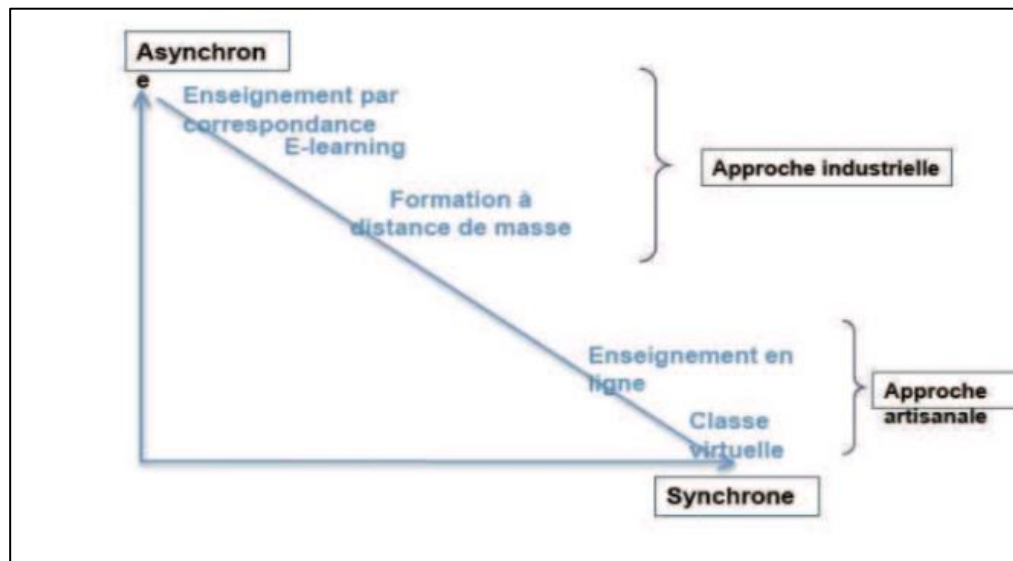 Asynchron
e
Enseignement par
correspondance
E-learning
Approche industrielle
Formation à
distance de masse
Enseignement en
ligne
Approche
artisanale
Classe
virtuelle
Synchrone